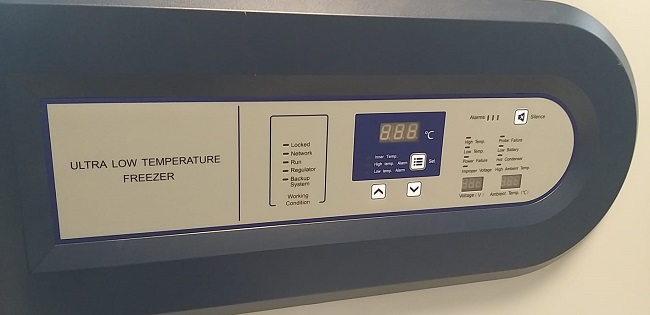 ULTRA LOW TEMPERATURE
FREEZER
Locked
Network
Run
Regulator
Backup
System
Working
Condition
°C
Inner Temp.
High temp. Alarm
Low temp. Alarm
Set
Alarms
Silence
High Temp.
Low Temp.
Power Failure
Improper Voltage
Probe Failure
Low Battery
Hot Condenser
High Ambient Temp.
Voltage(V)
Ambient Temp.(°C)